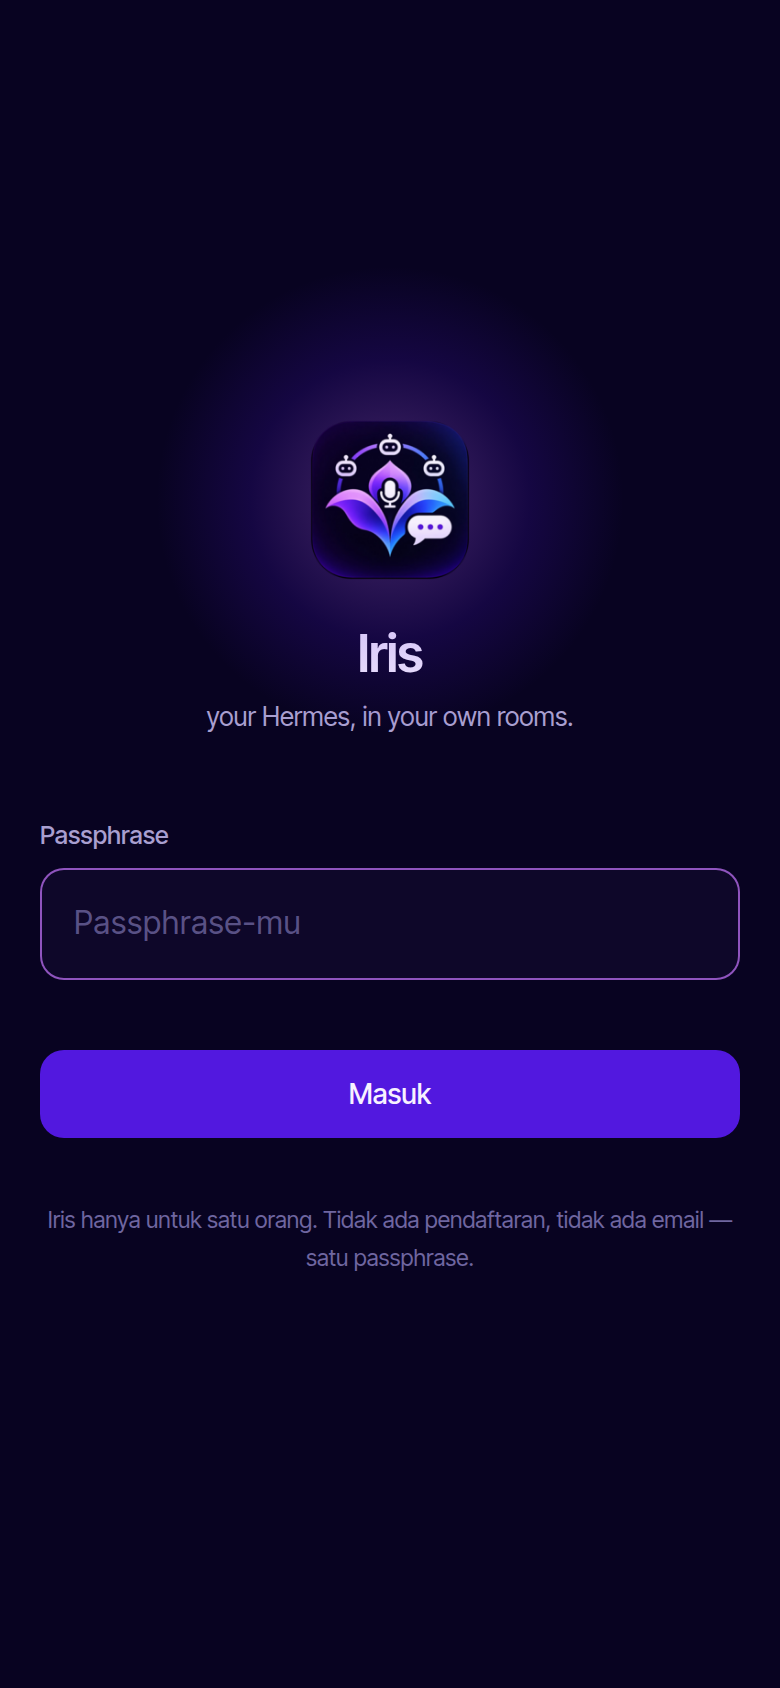 Iris
your Hermes, in your own rooms.
Passphrase
Passphrase-mu
Masuk
Iris hanya untuk satu orang. Tidak ada pendaftaran, tidak ada email —
satu passphrase.